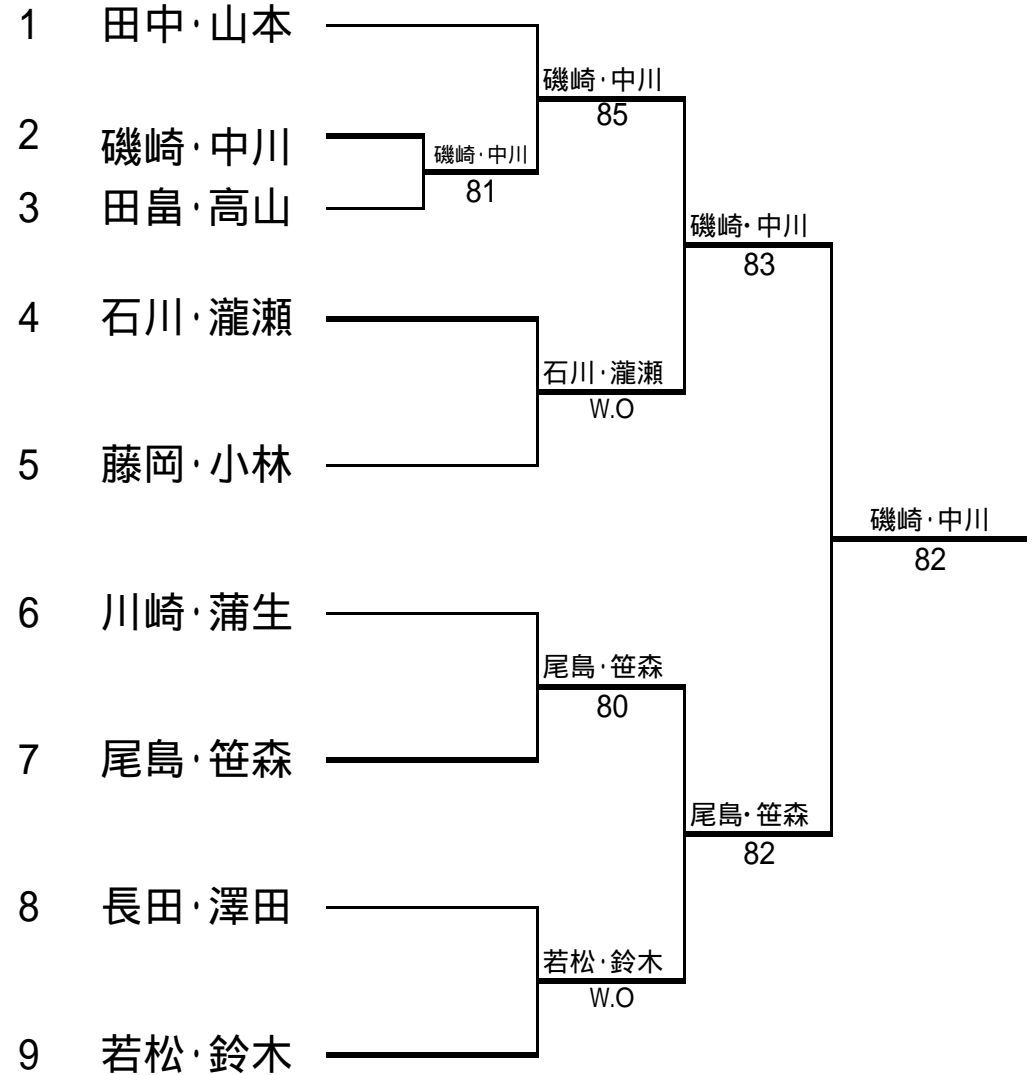 1 田中・山本
磯崎・中川
85
2 磯崎・中川
磯崎・中川
81
3 田畠・高山
磯崎・中川
83
4 石川・瀧瀬
石川・瀧瀬
W.O
5 藤岡・小林
磯崎・中川
82
6 川崎・蒲生
尾島・笹森
80
7 尾島・笹森
尾島・笹森
82
8 長田・澤田
若松・鈴木
W.O
9 若松・鈴木